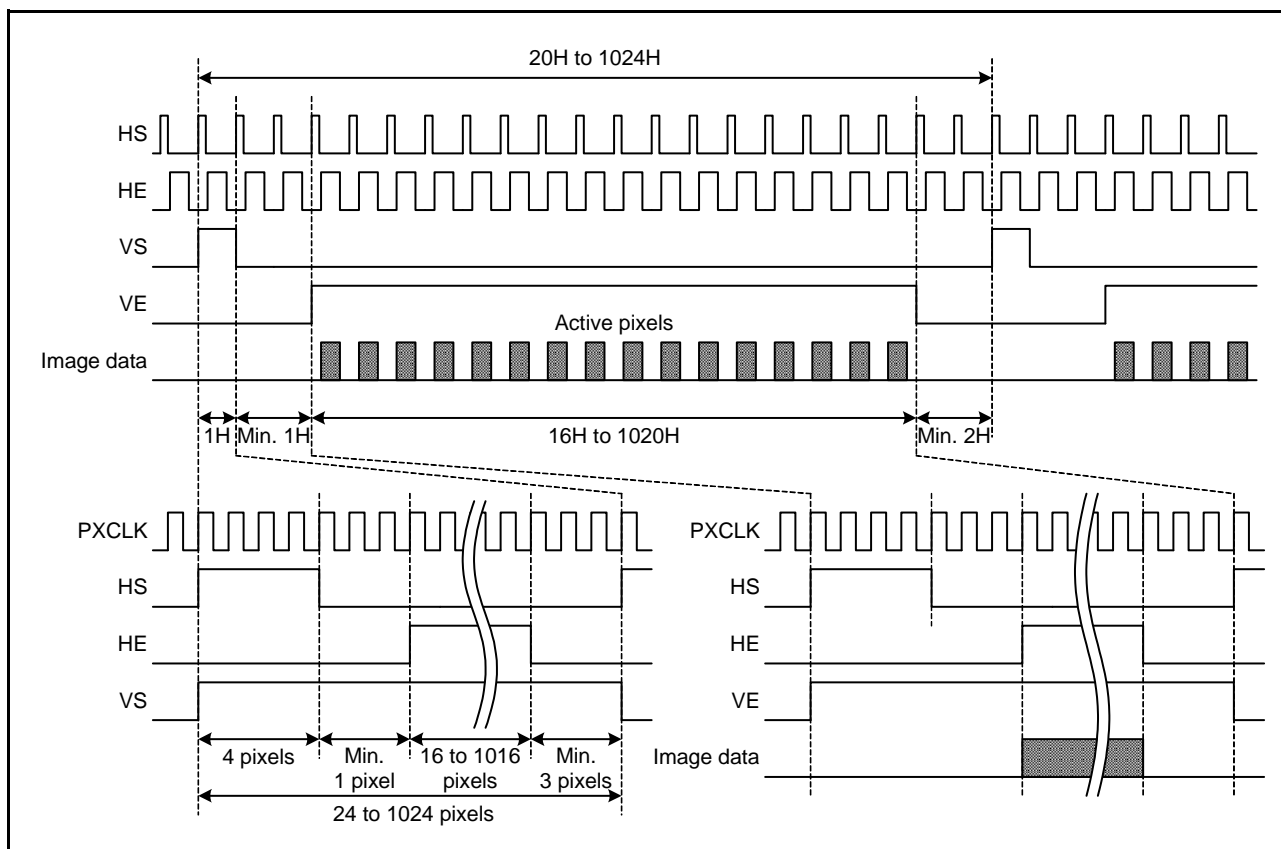 20H to 1024H
HS
HE
VS
VE
Active pixels
Image data
1H
Min. 1H
16H to 1020H
Min. 2H
PXCLK
HS
HE
VS
4 pixels
Min.
1 pixel
16 to 1016
pixels
Min.
3 pixels
24 to 1024 pixels
PXCLK
HS
HE
VE
Image data